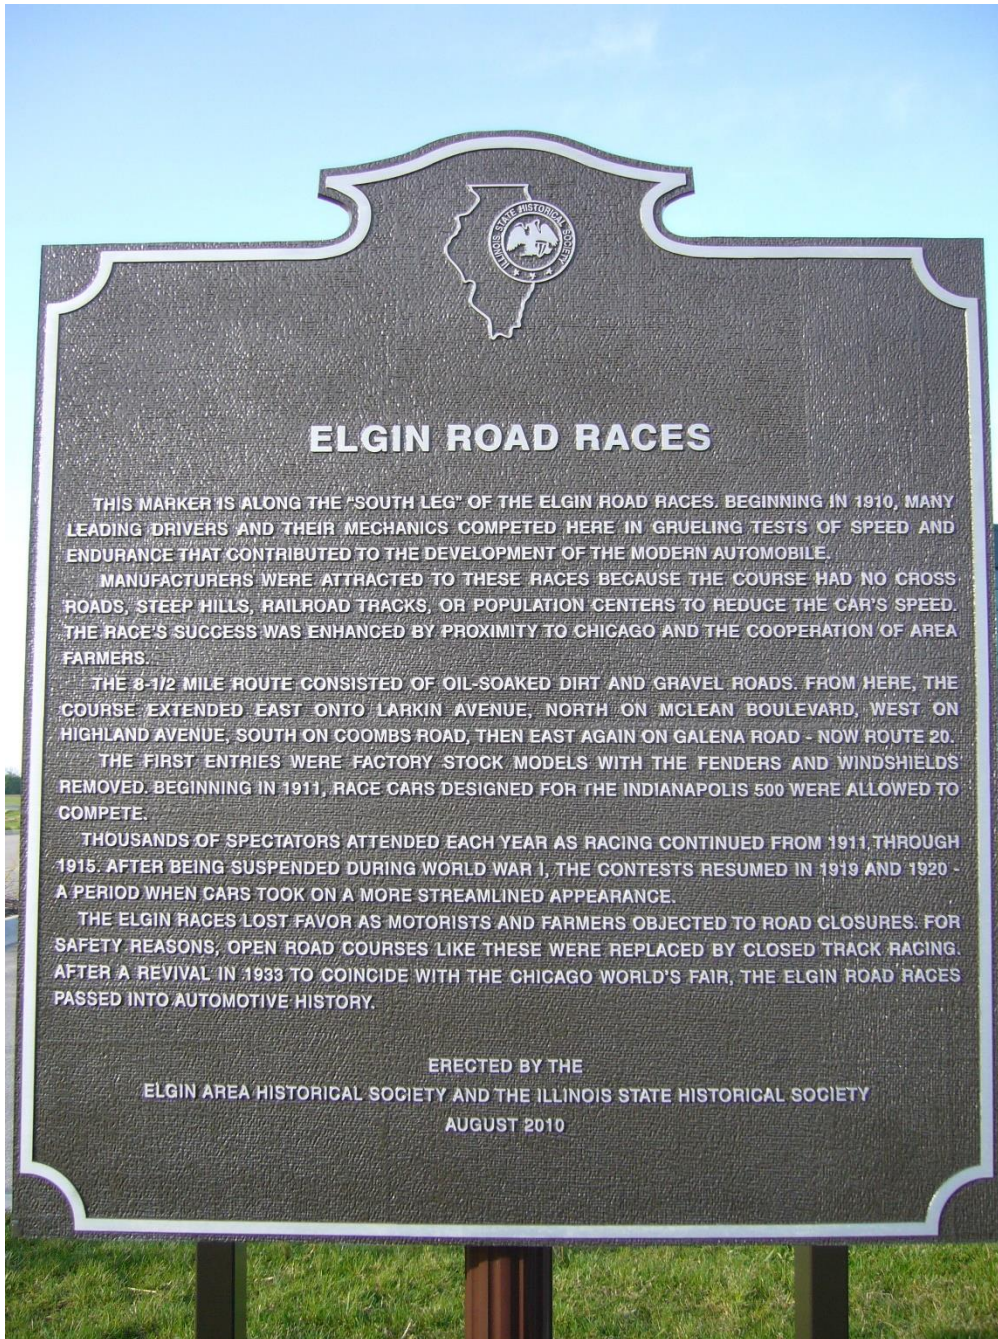 ILLINOIS STATE HISTORICAL SOCIETY
ELGIN ROAD RACES
THIS MARKER IS ALONG THE "SOUTH LEG" OF THE ELGIN ROAD RACES. BEGINNING IN 1910, MANY
LEADING DRIVERS AND THEIR MECHANICS COMPETED HERE IN GRUELING TESTS OF SPEED AND
ENDURANCE THAT CONTRIBUTED TO THE DEVELOPMENT OF THE MODERN AUTOMOBILE.
MANUFACTURERS WERE ATTRACTED TO THESE RACES BECAUSE THE COURSE HAD NO CROSS
ROADS, STEEP HILLS, RAILROAD TRACKS, OR POPULATION CENTERS TO REDUCE THE CAR'S SPEED.
THE RACE'S SUCCESS WAS ENHANCED BY PROXIMITY TO CHICAGO AND THE COOPERATION OF AREA
FARMERS.
THE 8-1/2 MILE ROUTE CONSISTED OF OIL-SOAKED DIRT AND GRAVEL ROADS. FROM HERE, THE
COURSE EXTENDED EAST ONTO LARKIN AVENUE, NORTH ON MCLEAN BOULEVARD, WEST ON
HIGHLAND AVENUE, SOUTH ON COOMBS ROAD, THEN EAST AGAIN ON GALENA ROAD - NOW ROUTE 20.
THE FIRST ENTRIES WERE FACTORY STOCK MODELS WITH THE FENDERS AND WINDSHIELDS
REMOVED. BEGINNING IN 1911, RACE CARS DESIGNED FOR THE INDIANAPOLIS 500 WERE ALLOWED TO
COMPETE.
THOUSANDS OF SPECTATORS ATTENDED EACH YEAR AS RACING CONTINUED FROM 1911 THROUGH
1915. AFTER BEING SUSPENDED DURING WORLD WAR I, THE CONTESTS RESUMED IN 1919 AND 1920 -
A PERIOD WHEN CARS TOOK ON A MORE STREAMLINED APPEARANCE.
THE ELGIN RACES LOST FAVOR AS MOTORISTS AND FARMERS OBJECTED TO ROAD CLOSURES. FOR
SAFETY REASONS, OPEN ROAD COURSES LIKE THESE WERE REPLACED BY CLOSED TRACK RACING.
AFTER A REVIVAL IN 1933 TO COINCIDE WITH THE CHICAGO WORLD'S FAIR, THE ELGIN ROAD RACES
PASSED INTO AUTOMOTIVE HISTORY.
ERECTED BY THE
ELGIN AREA HISTORICAL SOCIETY AND THE ILLINOIS STATE HISTORICAL SOCIETY
AUGUST 2010